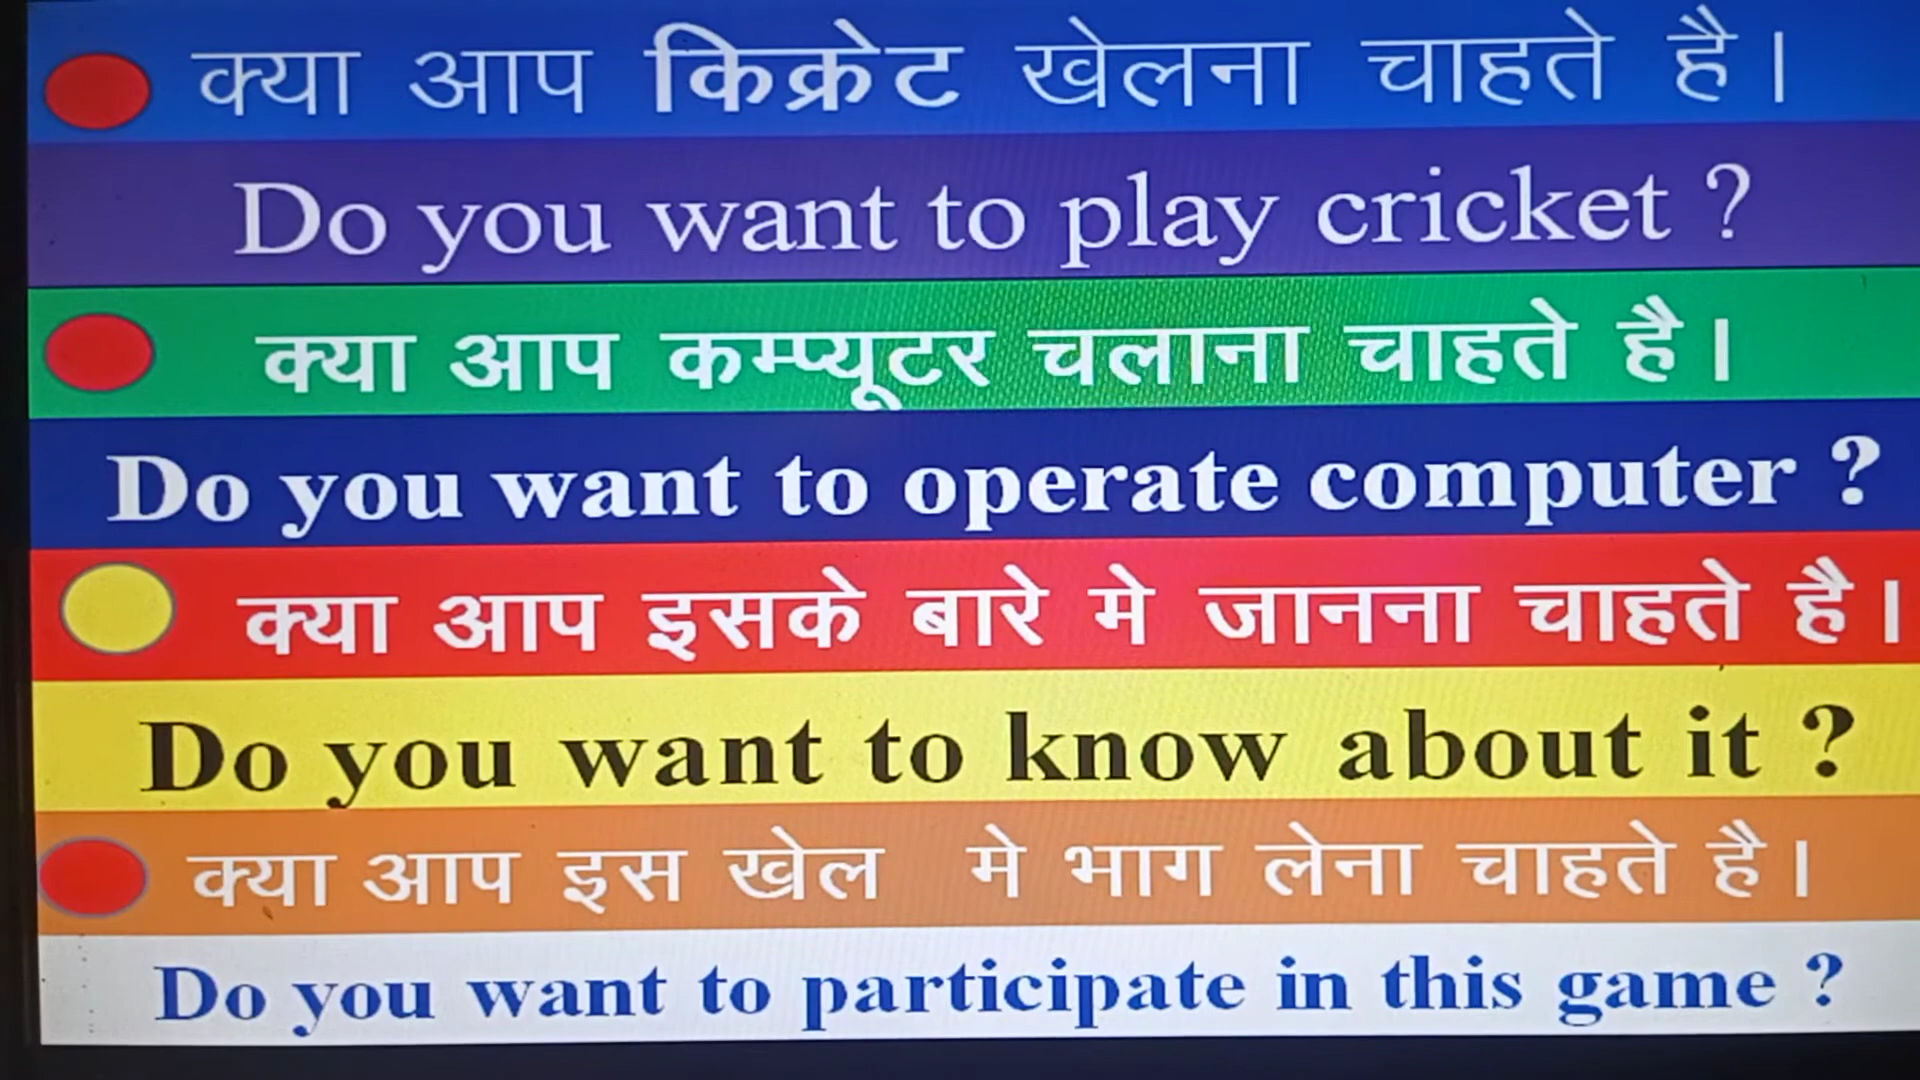 क्या आप किक्रेट खेलना चाहते है।
Do you want to play cricket ?
क्या आप कम्प्यूटर चलाना चाहते है।
Do you want to operate computer ?
क्या आप इसके बारे मे जानना चाहते है।
Do you want to know about it ?
क्या आप इस खेल मे भाग लेना चाहते है।
Do you want to participate in this game ?